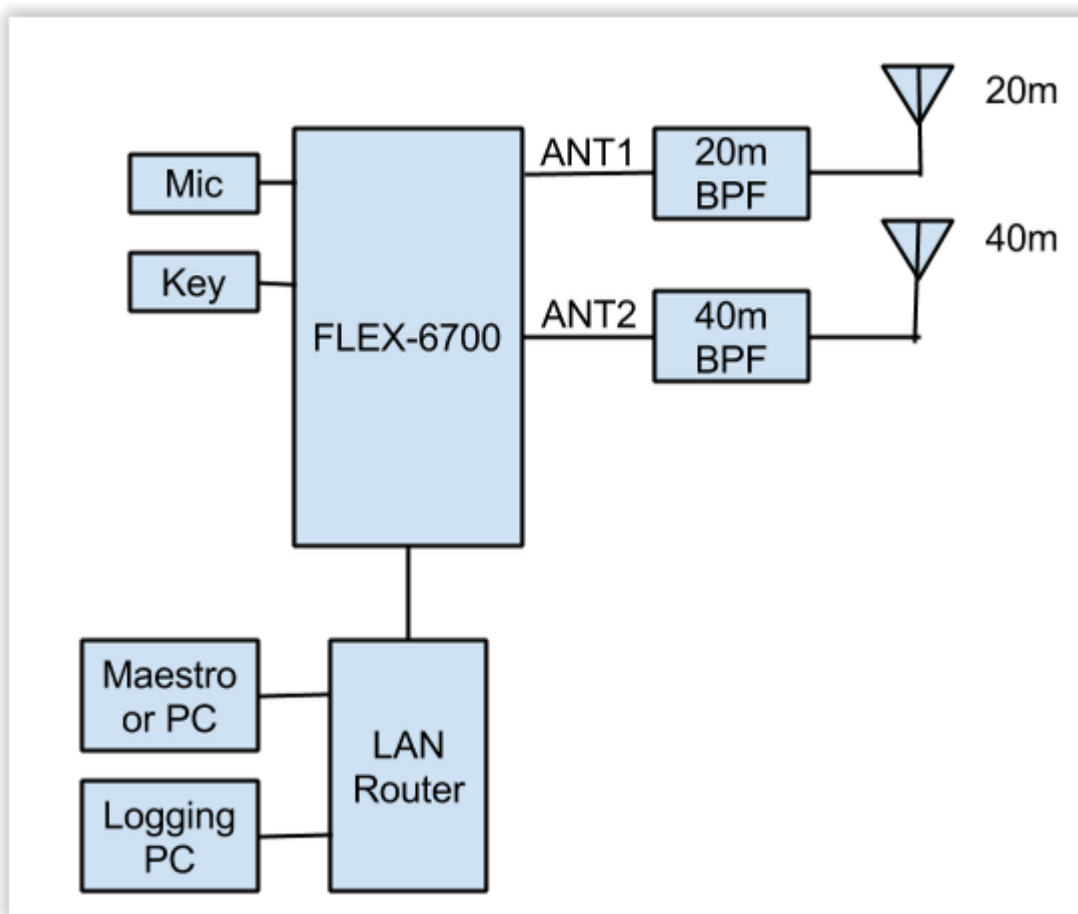 20m
ANT1
20m
BPF
Mic
40m
Key
ANT2
40m
BPF
FLEX-6700
Maestro
or PC
LAN
Router
Logging
PC